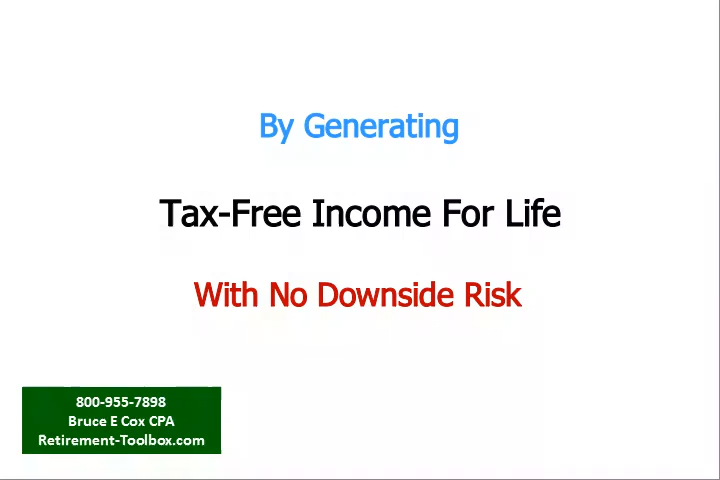 By Generating
Tax-Free Income For Life
With No Downside Risk
800-955-7898
Bruce E Cox CPA
Retirement-Toolbox.com